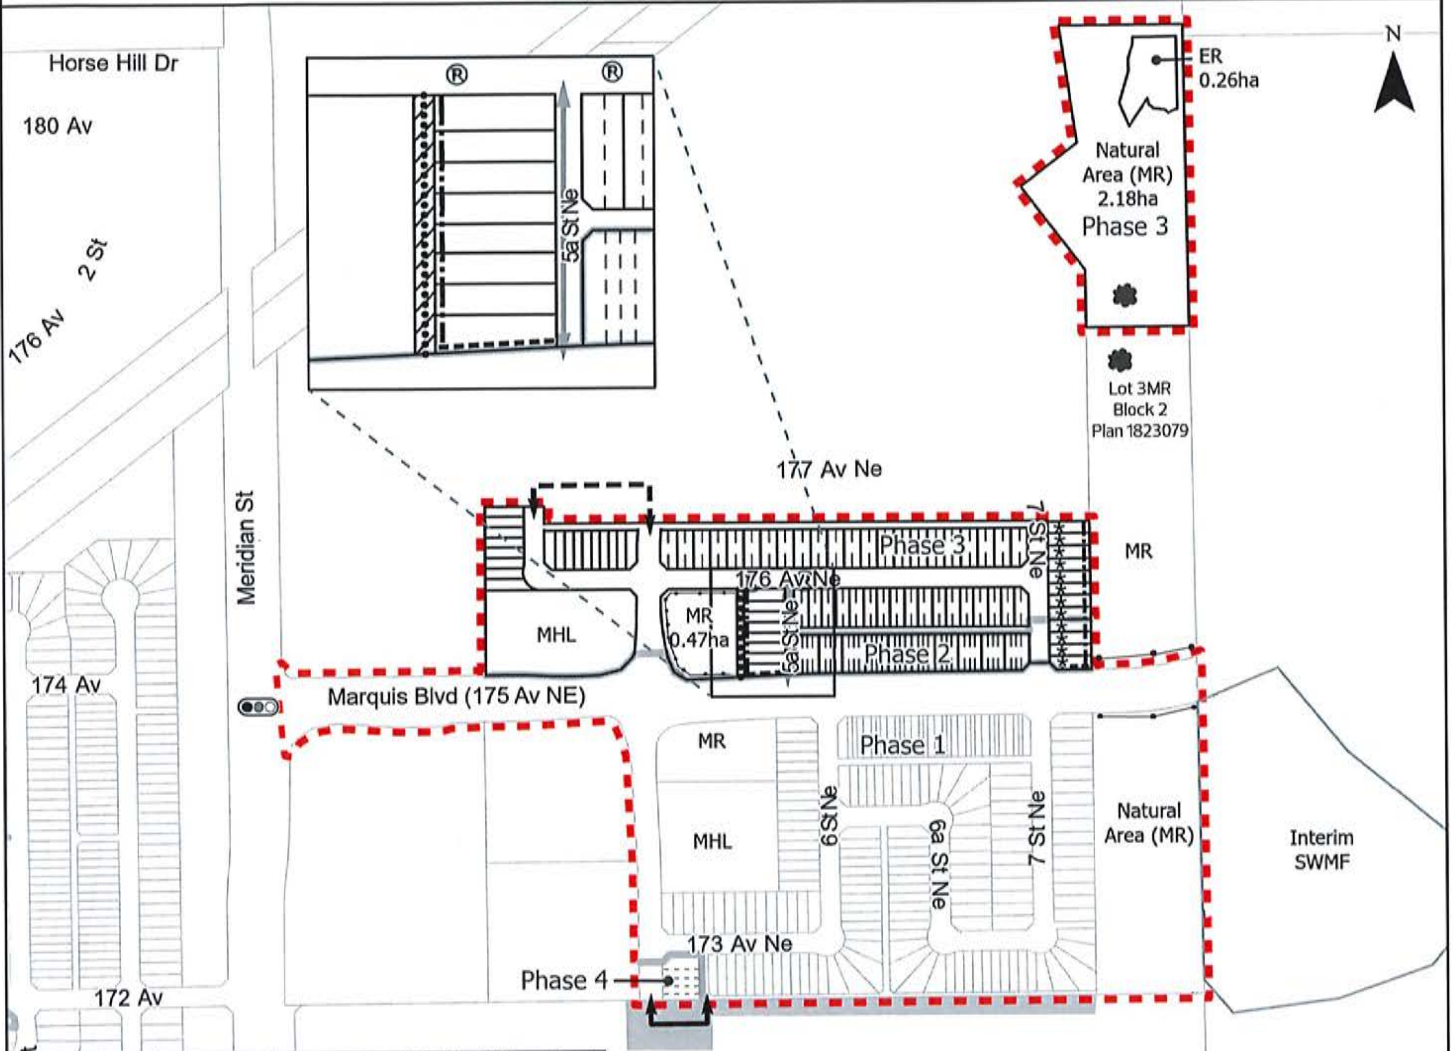 Horse Hill Dr
180 Av
2 St
176 Av
®
®
5a St Ne
N
ER
0.26ha
Natural
Area (MR)
2.18ha
Phase 3
Lot 3MR
Block 2
Plan 1823079
177 Av Ne
Meridian St
Phase 3
7 St Ne
MR
176 Av Ne
MHL
MR
0.47ha
5a St Ne
Phase 2
174 Av
Marquis Blvd (175 Av NE)
MR
Phase 1
MHL
6 St Ne
6a St Ne
7 St Ne
Natural
Area (MR)
Interim
SWMF
173 Av Ne
Phase 4
172 Av